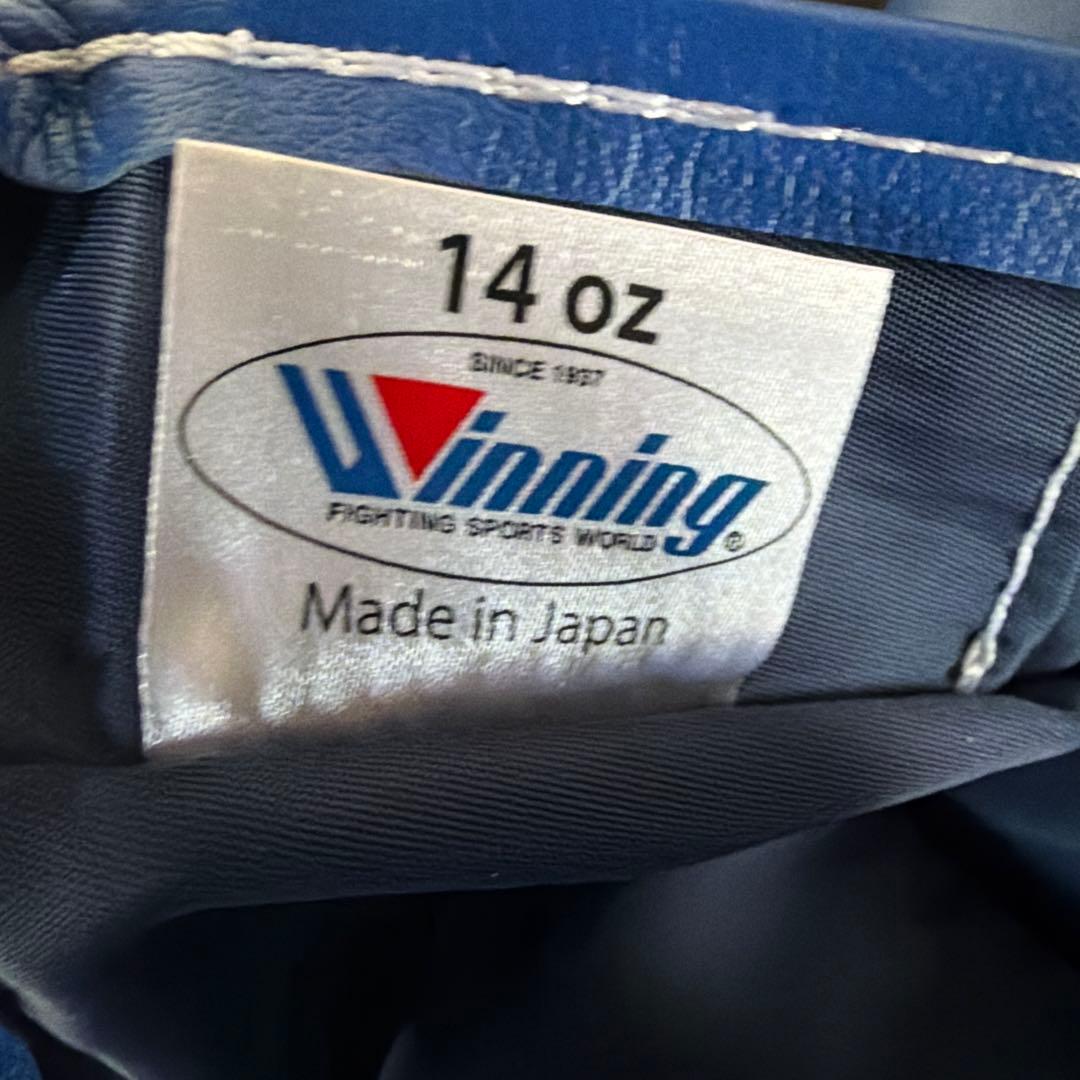 14 oz
SINCE 1937
Winning
FIGHTING SPORTS WORLD ®
Made in Japan